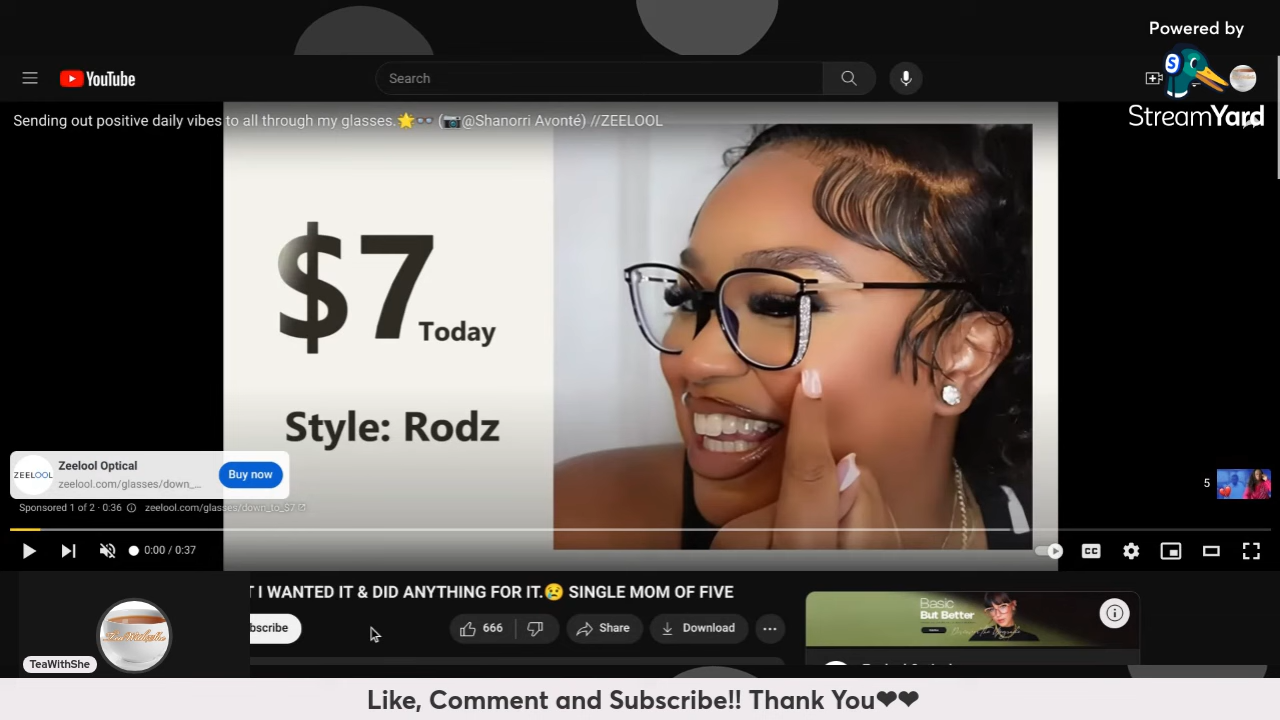 Powered by
StreamYard
YouTube
Search
Sending out positive daily vibes to all through my glasses.🌟👓 (📷@Shanorri Avonté) //ZEELOOL
$7
Today
Style: Rodz
ZEELOOL
Zeelool Optical
zeelool.com/glasses/down_...
Buy now
Sponsored 1 of 2 · 0:36
zeelool.com/glasses/down_to_$7
5
0:00 / 0:37
CC
I WANTED IT & DID ANYTHING FOR IT.😢 SINGLE MOM OF FIVE
bscribe
666
Share
Download
Basic
But Better
TeaWithShe
TeaWithShe
Like, Comment and Subscribe!! Thank You❤❤